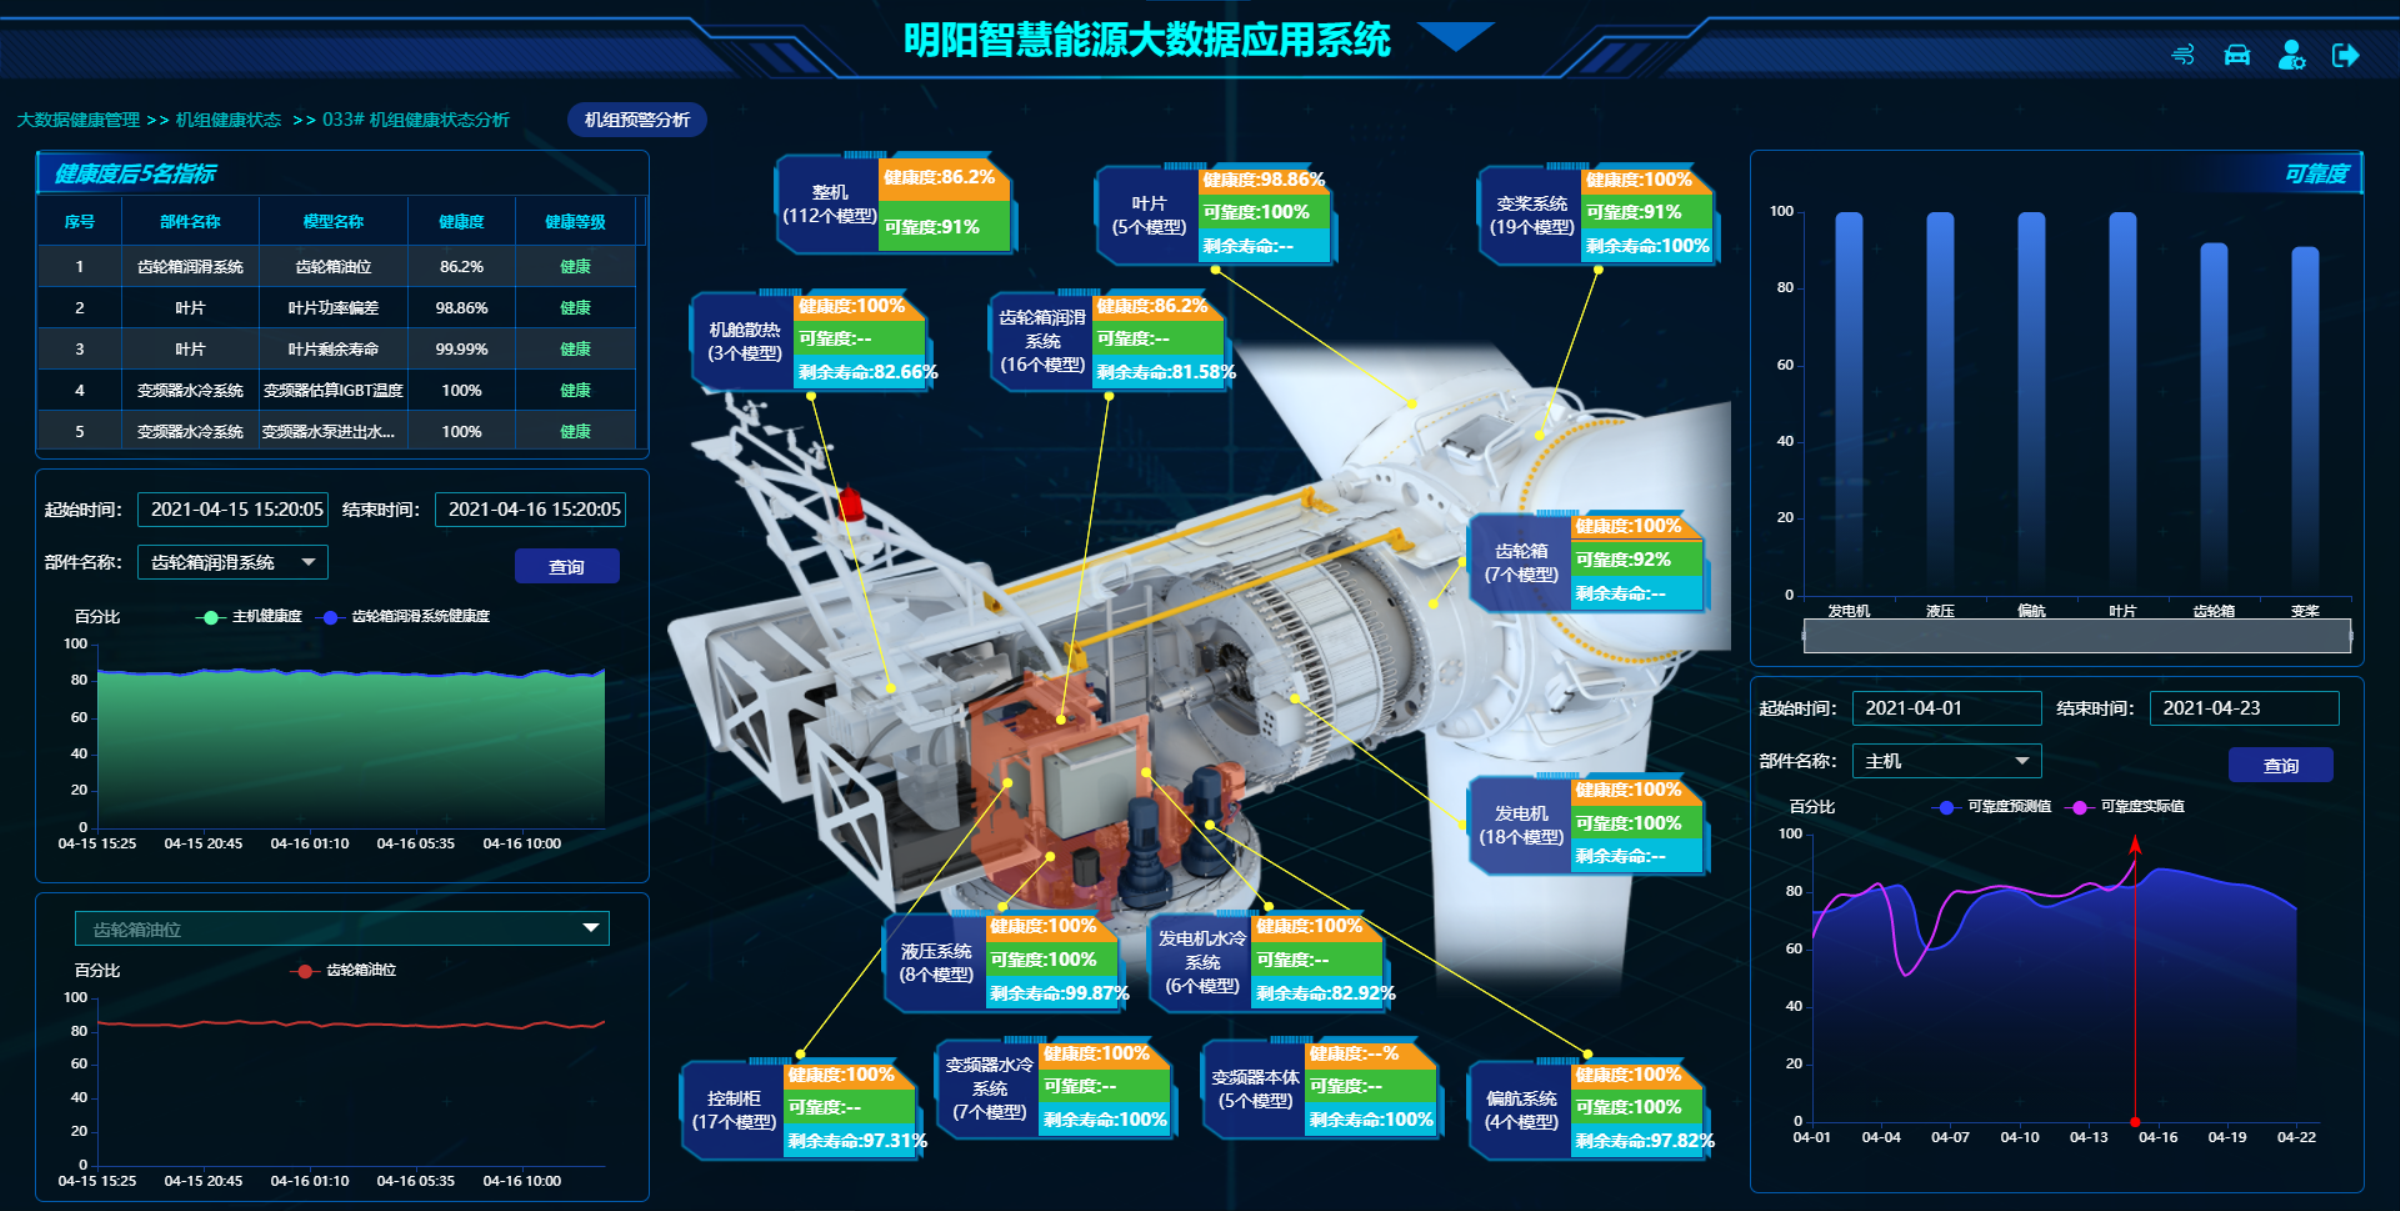 明阳智慧能源大数据应用系统
大数据健康管理 >> 机组健康状态 >> 033# 机组健康状态分析
机组预警分析
健康度后5名指标
序号 部件名称 模型名称 健康度 健康等级
1 齿轮箱润滑系统 齿轮箱油位 86.2% 健康
2 叶片 叶片功率偏差 98.86% 健康
3 叶片 叶片剩余寿命 99.99% 健康
4 变频器水冷系统 变频器估算IGBT温度 100% 健康
5 变频器水冷系统 变频器水泵进出水... 100% 健康
起始时间: 2021-04-15 15:20:05 结束时间: 2021-04-16 15:20:05
部件名称: 齿轮箱润滑系统 查询
百分比 主机健康度 齿轮箱润滑系统健康度
100
80
60
40
20
0
04-15 15:25 04-15 20:45 04-16 01:10 04-16 05:35 04-16 10:00
齿轮箱油位
百分比 齿轮箱油位
100
80
60
40
20
0
04-15 15:25 04-15 20:45 04-16 01:10 04-16 05:35 04-16 10:00
整机
(112个模型)
健康度:86.2%
可靠度:91%
叶片
(5个模型)
健康度:98.86%
可靠度:100%
剩余寿命:--
变桨系统
(19个模型)
健康度:100%
可靠度:91%
剩余寿命:100%
机舱散热
(3个模型)
健康度:100%
可靠度:--
剩余寿命:82.66%
齿轮箱润滑
系统
(16个模型)
健康度:86.2%
可靠度:--
剩余寿命:81.58%
齿轮箱
(7个模型)
健康度:100%
可靠度:92%
剩余寿命:--
发电机
(18个模型)
健康度:100%
可靠度:100%
剩余寿命:--
液压系统
(8个模型)
健康度:100%
可靠度:100%
剩余寿命:99.87%
发电机水冷
系统
(6个模型)
健康度:100%
可靠度:--
剩余寿命:82.92%
控制柜
(17个模型)
健康度:100%
可靠度:--
剩余寿命:97.31%
变频器水冷
系统
(7个模型)
健康度:100%
可靠度:--
剩余寿命:100%
变频器本体
(5个模型)
健康度:--%
可靠度:--
剩余寿命:100%
偏航系统
(4个模型)
健康度:100%
可靠度:100%
剩余寿命:97.82%
可靠度
100
80
60
40
20
0
发电机 液压 偏航 叶片 齿轮箱 变桨
起始时间: 2021-04-01 结束时间: 2021-04-23
部件名称: 主机 查询
百分比 可靠度预测值 可靠度实际值
100
80
60
40
20
0
04-01 04-04 04-07 04-10 04-13 04-16 04-19 04-22